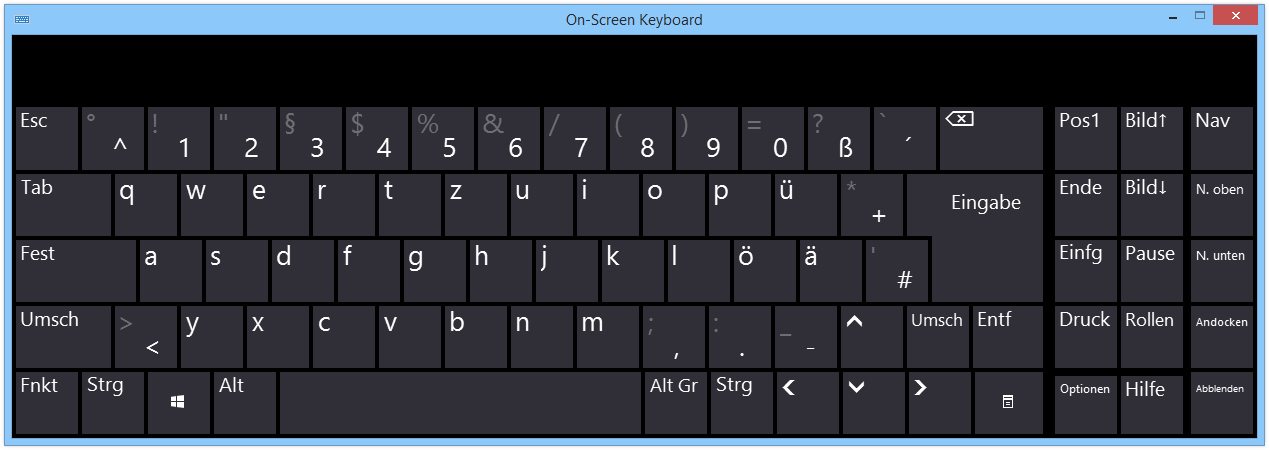 On-Screen Keyboard
Esc ° ^ ! 1 " 2 § 3 $ 4 % 5 & 6 / 7 ( 8 ) 9 = 0 ? ß ` ´ Pos1 Bild↑ Nav
Tab q w e r t z u i o p ü * + Eingabe Ende Bild↓ N. oben
Fest a s d f g h j k l ö ä ' # Einfg Pause N. unten
Umsch > < y x c v b n m ; , : . _ - Umsch Entf Druck Rollen Andocken
Fnkt Strg Alt Alt Gr Strg Optionen Hilfe Abblenden